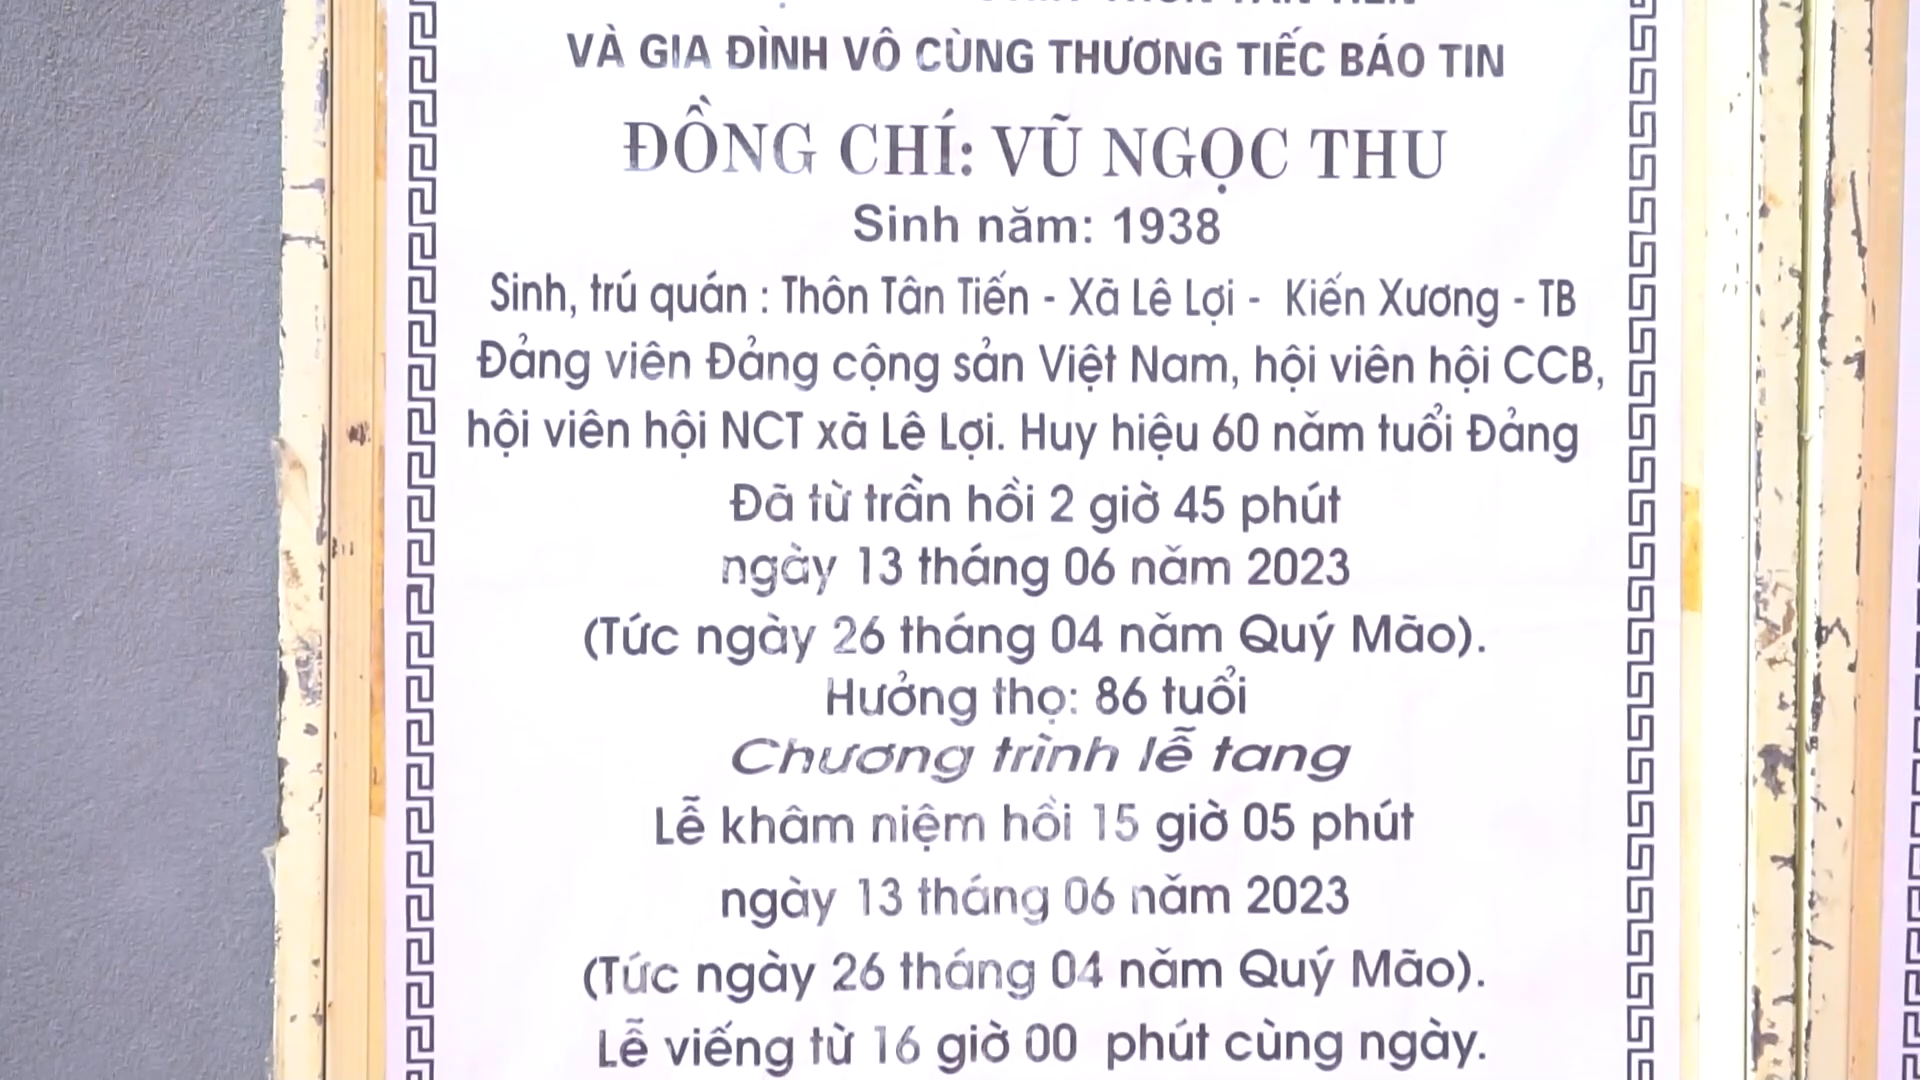 VÀ GIA ĐÌNH VÔ CÙNG THƯƠNG TIẾC BÁO TIN
ĐỒNG CHÍ: VŨ NGỌC THU
Sinh năm: 1938
Sinh, trú quán : Thôn Tân Tiến - Xã Lê Lợi - Kiến Xương - TB
Đảng viên Đảng cộng sản Việt Nam, hội viên hội CCB,
hội viên hội NCT xã Lê Lợi. Huy hiệu 60 năm tuổi Đảng
Đã từ trần hồi 2 giờ 45 phút
ngày 13 tháng 06 năm 2023
(Tức ngày 26 tháng 04 năm Quý Mão).
Hưởng thọ: 86 tuổi
Chương trình lễ tang
Lễ khâm niệm hồi 15 giờ 05 phút
ngày 13 tháng 06 năm 2023
(Tức ngày 26 tháng 04 năm Quý Mão).
Lễ viếng từ 16 giờ 00 phút cùng ngày.